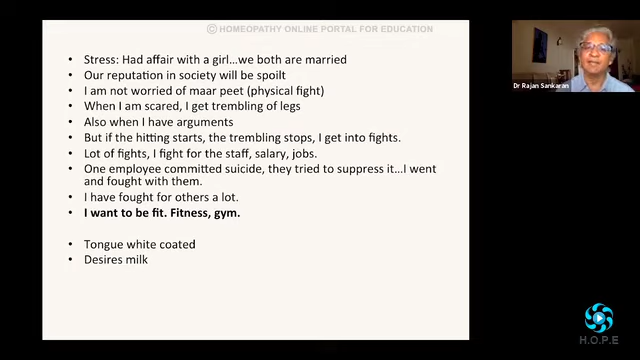 © HOMEOPATHY ONLINE PORTAL FOR EDUCATION
• Stress: Had affair with a girl...we both are married
• Our reputation in society will be spoilt
• I am not worried of maar peet (physical fight)
• When I am scared, I get trembling of legs
• Also when I have arguments
• But if the hitting starts, the trembling stops, I get into fights.
• Lot of fights, I fight for the staff, salary, jobs.
• One employee committed suicide, they tried to suppress it...I went
and fought with them.
• I have fought for others a lot.
• I want to be fit. Fitness, gym.
• Tongue white coated
• Desires milk
Dr Rajan Sankaran
H.O.P.E